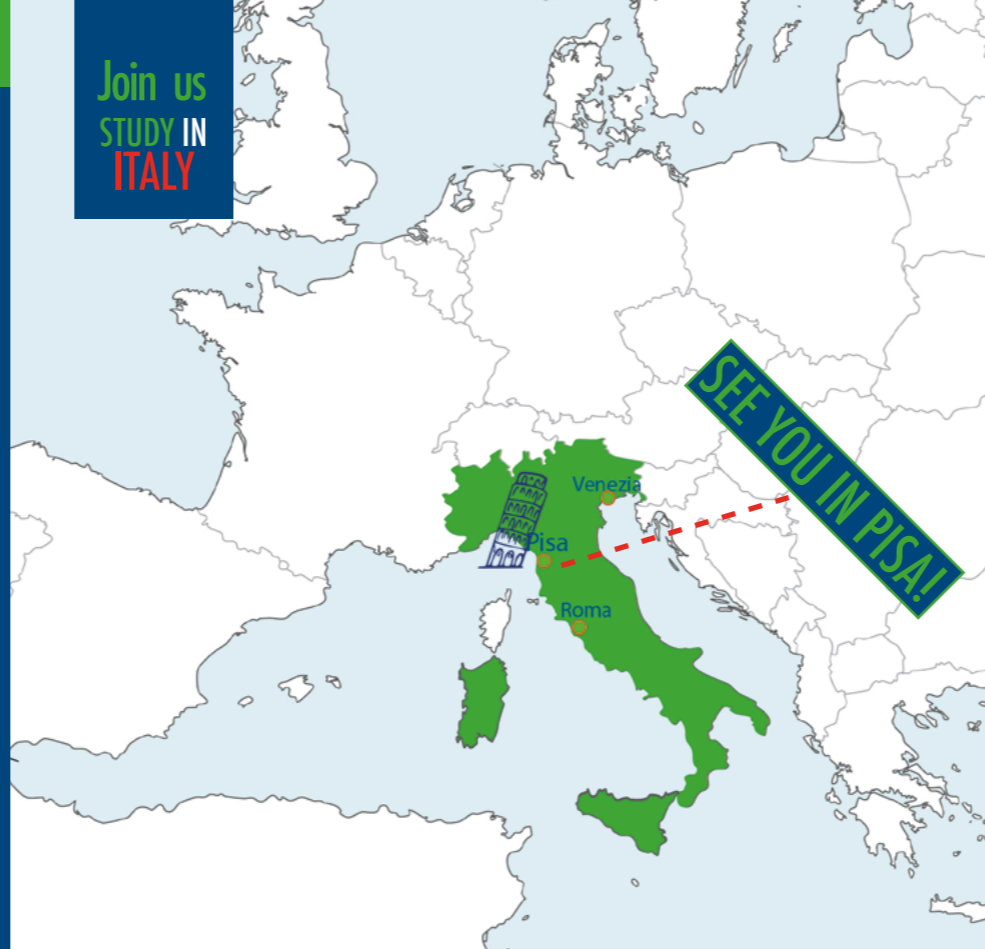 Join us
STUDY IN
ITALY
SEE YOU IN PISA!
Venezia
Pisa
Roma